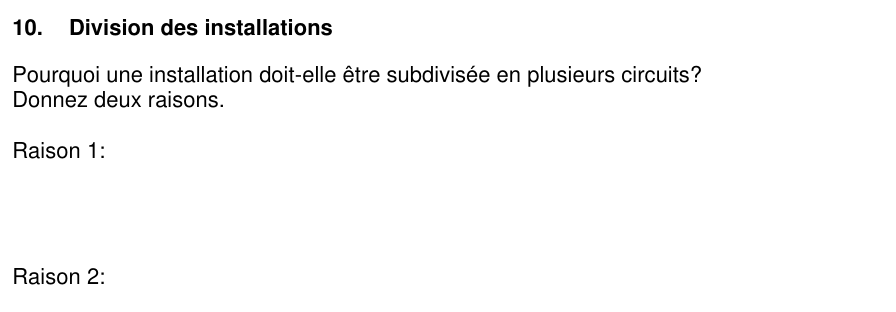 10. Division des installations
Pourquoi une installation doit-elle être subdivisée en plusieurs circuits?
Donnez deux raisons.
Raison 1:
Raison 2: